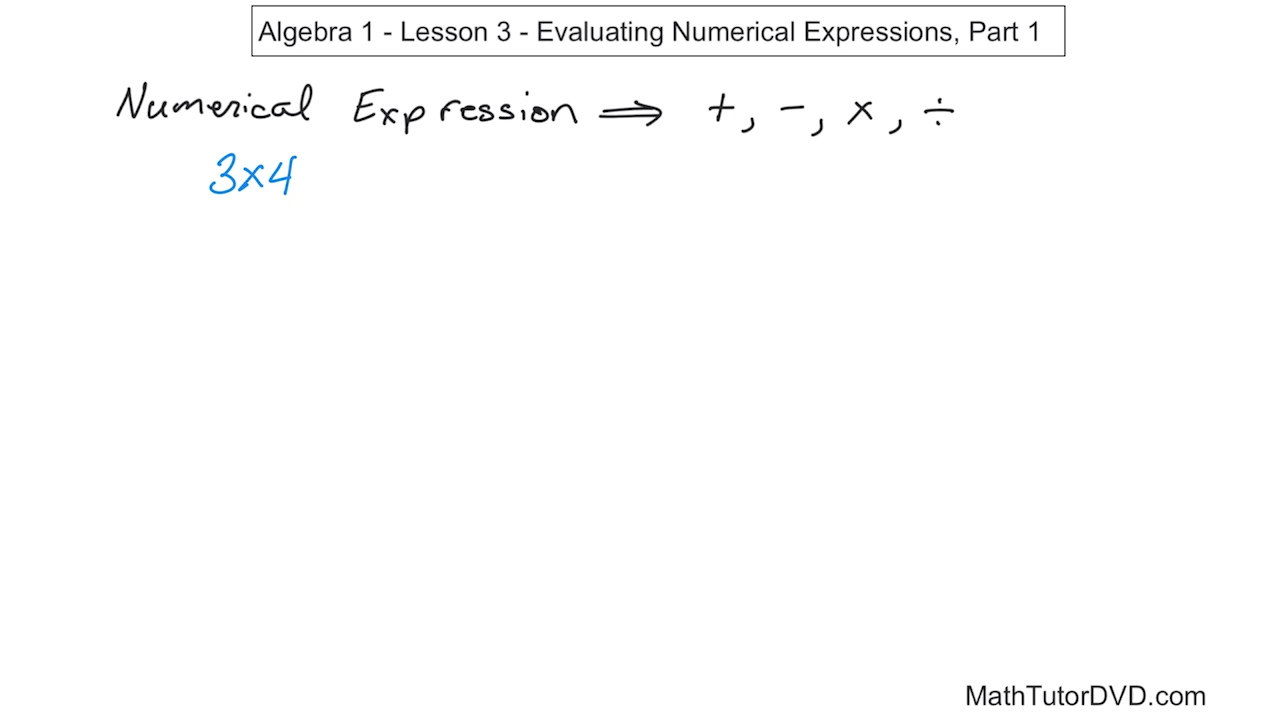 Algebra 1 - Lesson 3 - Evaluating Numerical Expressions, Part 1
Numerical Expression ⟹ +, -, x, ÷
3x4
MathTutorDVD.com